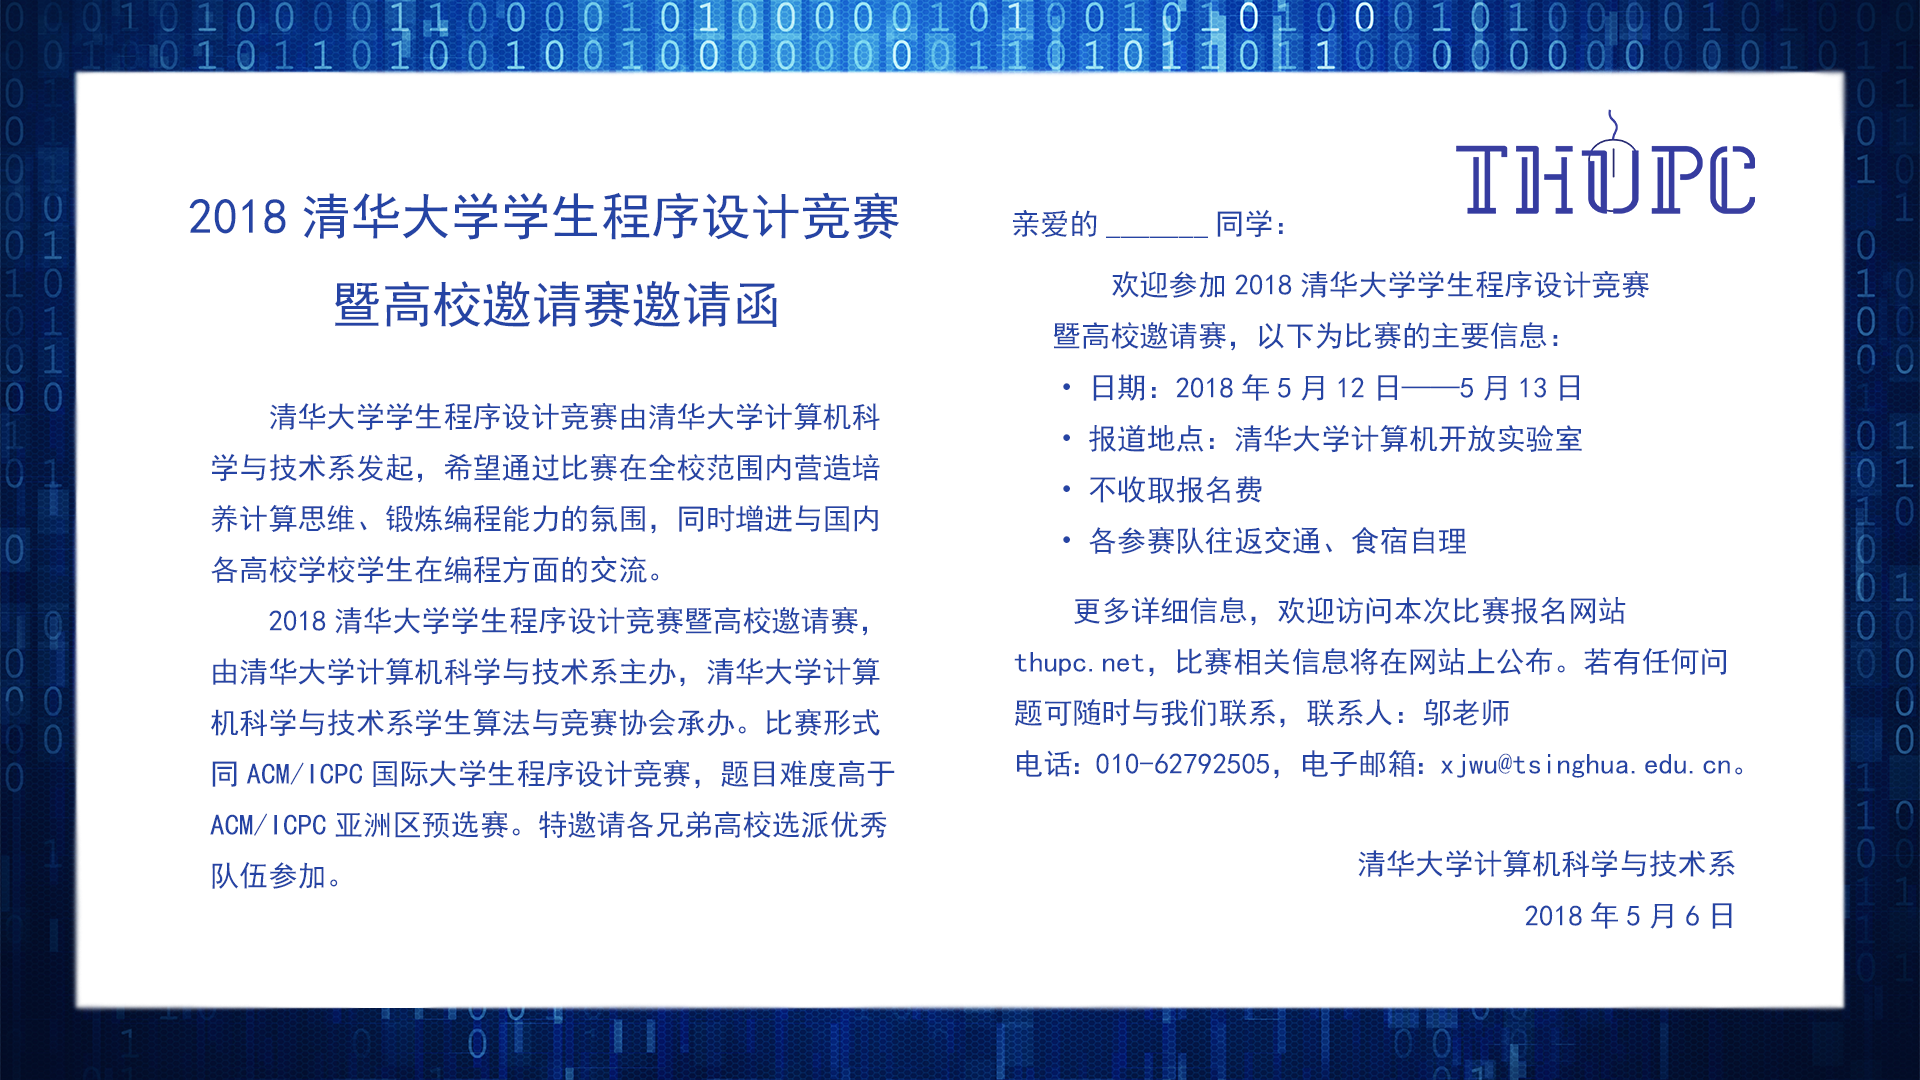 2018 清华大学学生程序设计竞赛
暨高校邀请赛邀请函
清华大学学生程序设计竞赛由清华大学计算机科
学与技术系发起，希望通过比赛在全校范围内营造培
养计算思维、锻炼编程能力的氛围，同时增进与国内
各高校学校学生在编程方面的交流。
2018 清华大学学生程序设计竞赛暨高校邀请赛，
由清华大学计算机科学与技术系主办，清华大学计算
机科学与技术系学生算法与竞赛协会承办。比赛形式
同 ACM/ICPC 国际大学生程序设计竞赛，题目难度高于
ACM/ICPC 亚洲区预选赛。特邀请各兄弟高校选派优秀
队伍参加。
THUPC
亲爱的 _______ 同学：
欢迎参加 2018 清华大学学生程序设计竞赛
暨高校邀请赛，以下为比赛的主要信息：
• 日期：2018 年 5 月 12 日——5 月 13 日
• 报道地点：清华大学计算机开放实验室
• 不收取报名费
• 各参赛队往返交通、食宿自理
更多详细信息，欢迎访问本次比赛报名网站
thupc.net，比赛相关信息将在网站上公布。若有任何问
题可随时与我们联系，联系人：邬老师
电话：010-62792505，电子邮箱：xjwu@tsinghua.edu.cn。
清华大学计算机科学与技术系
2018 年 5 月 6 日